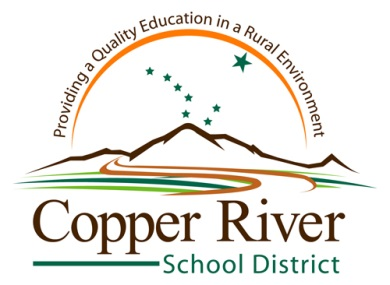 Providing a Quality Education in a Rural Environment
Copper River
School District